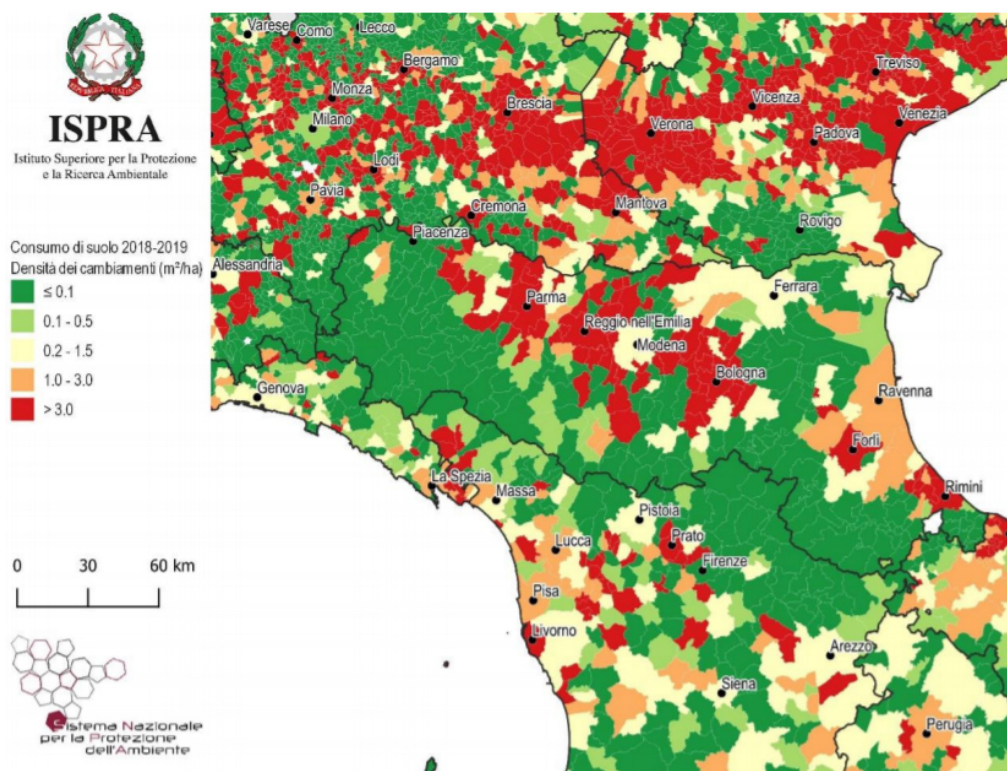 REPVBBLICA ITALIANA
ISPRA
Istituto Superiore per la Protezione
e la Ricerca Ambientale
Consumo di suolo 2018-2019
Densità dei cambiamenti (m²/ha)
≤ 0.1
0.1 - 0.5
0.2 - 1.5
1.0 - 3.0
> 3.0
0 30 60 km
Sistema Nazionale
per la Protezione
dell'Ambiente
Varese
Como
Lecco
Bergamo
Monza
Milano
Brescia
Lodi
Pavia
Cremona
Mantova
Verona
Vicenza
Treviso
Padova
Venezia
Rovigo
Piacenza
Alessandria
Parma
Reggio nell'Emilia
Modena
Ferrara
Bologna
Genova
Ravenna
Forlì
Rimini
La Spezia
Massa
Pistoia
Lucca
Prato
Firenze
Pisa
Livorno
Arezzo
Siena
Perugia